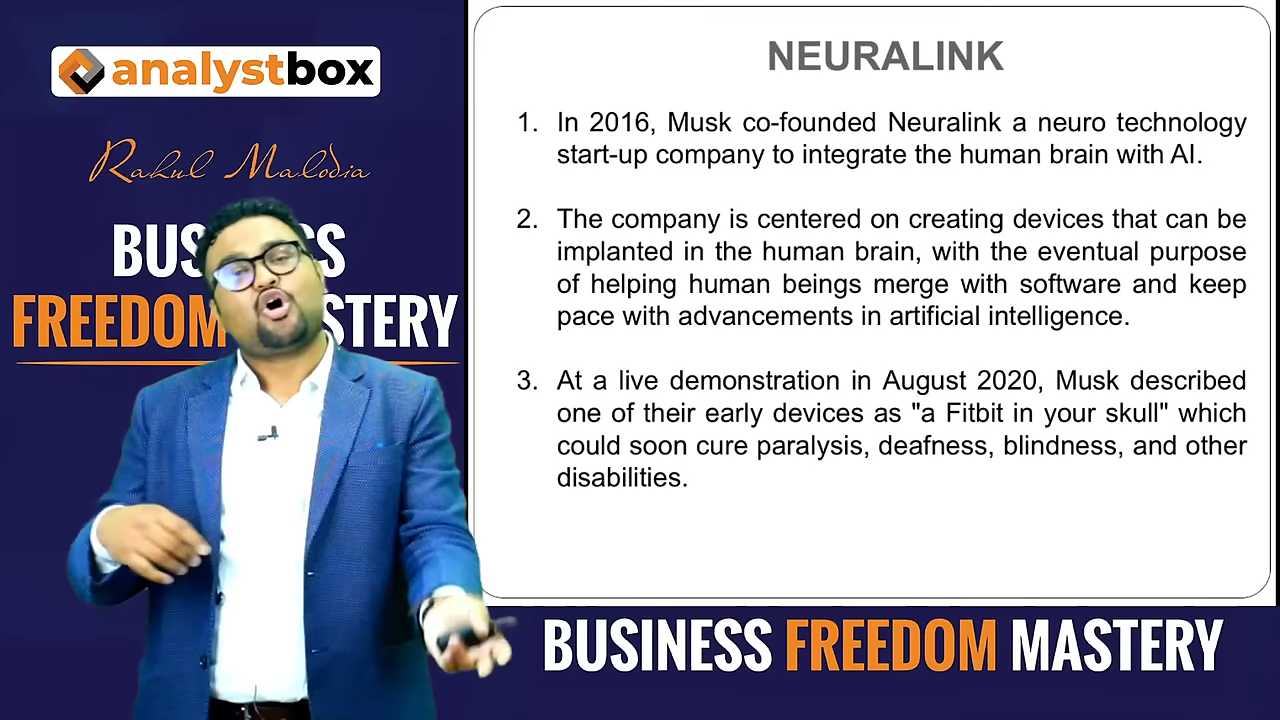 analystbox
Rahul Malodia
BUS SS
FREEDOM STERY
NEURALINK
1. In 2016, Musk co-founded Neuralink a neuro technology
start-up company to integrate the human brain with AI.
2. The company is centered on creating devices that can be
implanted in the human brain, with the eventual purpose
of helping human beings merge with software and keep
pace with advancements in artificial intelligence.
3. At a live demonstration in August 2020, Musk described
one of their early devices as "a Fitbit in your skull" which
could soon cure paralysis, deafness, blindness, and other
disabilities.
BUSINESS FREEDOM MASTERY